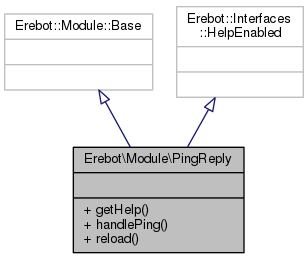 Erebot::Module::Base
Erebot::Interfaces
::HelpEnabled
Erebot\Module\PingReply
+ getHelp()
+ handlePing()
+ reload()